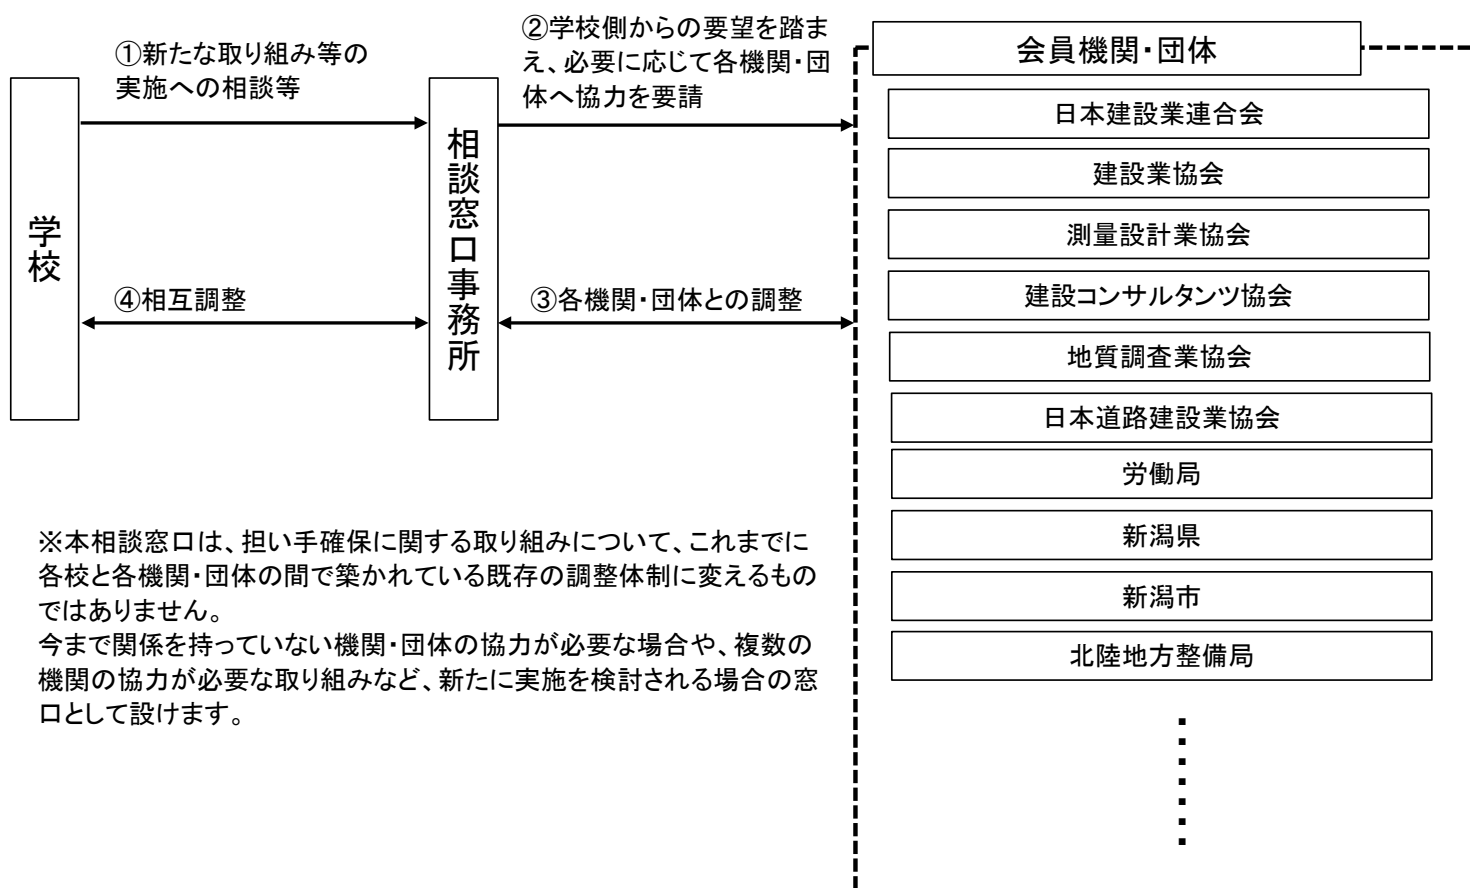 ①新たな取り組み等の
実施への相談等
②学校側からの要望を踏ま
え、必要に応じて各機関・団
体へ協力を要請
会員機関・団体
学校
相談窓口事務所
④相互調整
③各機関・団体との調整
日本建設業連合会
建設業協会
測量設計業協会
建設コンサルタンツ協会
地質調査業協会
日本道路建設業協会
労働局
新潟県
新潟市
北陸地方整備局
※本相談窓口は、担い手確保に関する取り組みについて、これまでに
各校と各機関・団体の間で築かれている既存の調整体制に変えるもの
ではありません。
今まで関係を持っていない機関・団体の協力が必要な場合や、複数の
機関の協力が必要な取り組みなど、新たに実施を検討される場合の窓
口として設けます。